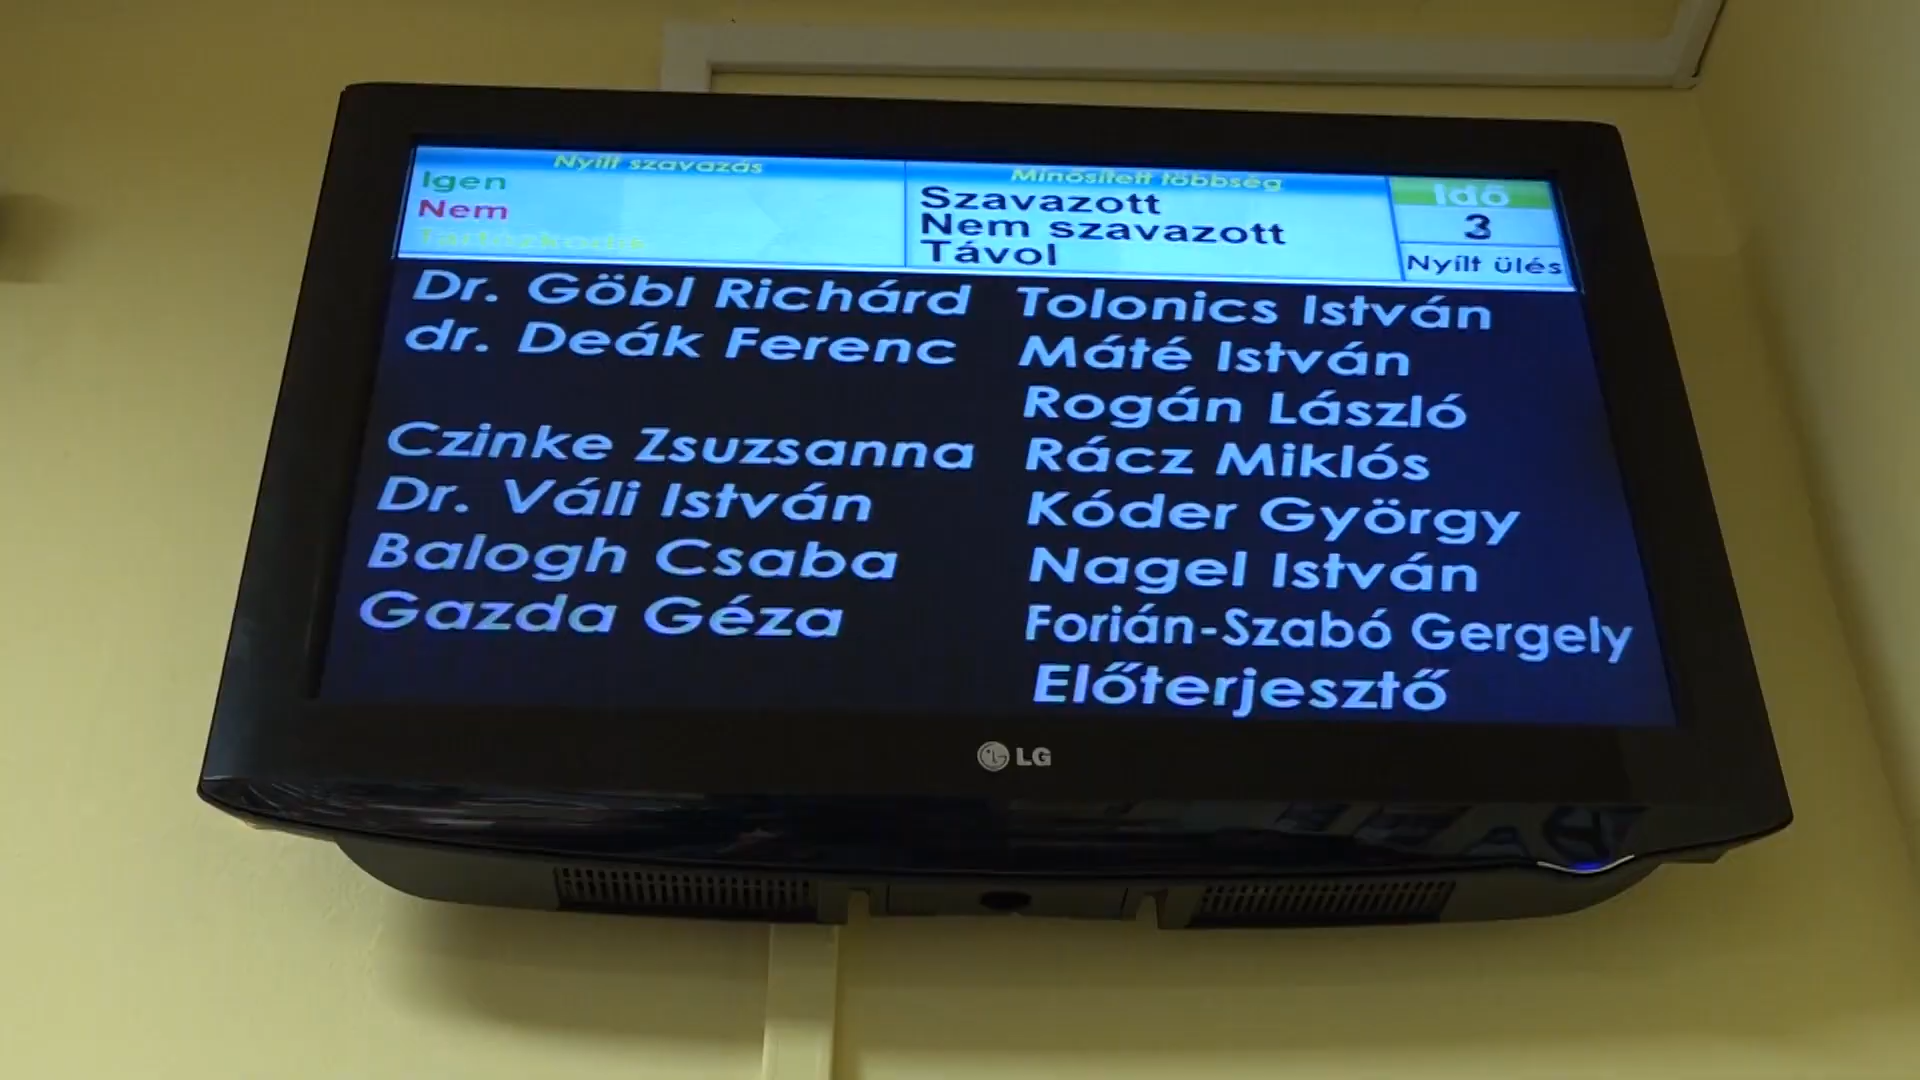 Nyílt szavazás
Igen
Nem
Tartózkodás
Minősített többség
Szavazott
Nem szavazott
Távol
Idő
3
Nyílt ülés
Dr. Göbl Richárd
dr. Deák Ferenc
Czinke Zsuzsanna
Dr. Váli István
Balogh Csaba
Gazda Géza
Tolonics István
Máté István
Rogán László
Rácz Miklós
Kóder György
Nagel István
Forián-Szabó Gergely
Előterjesztő
LG